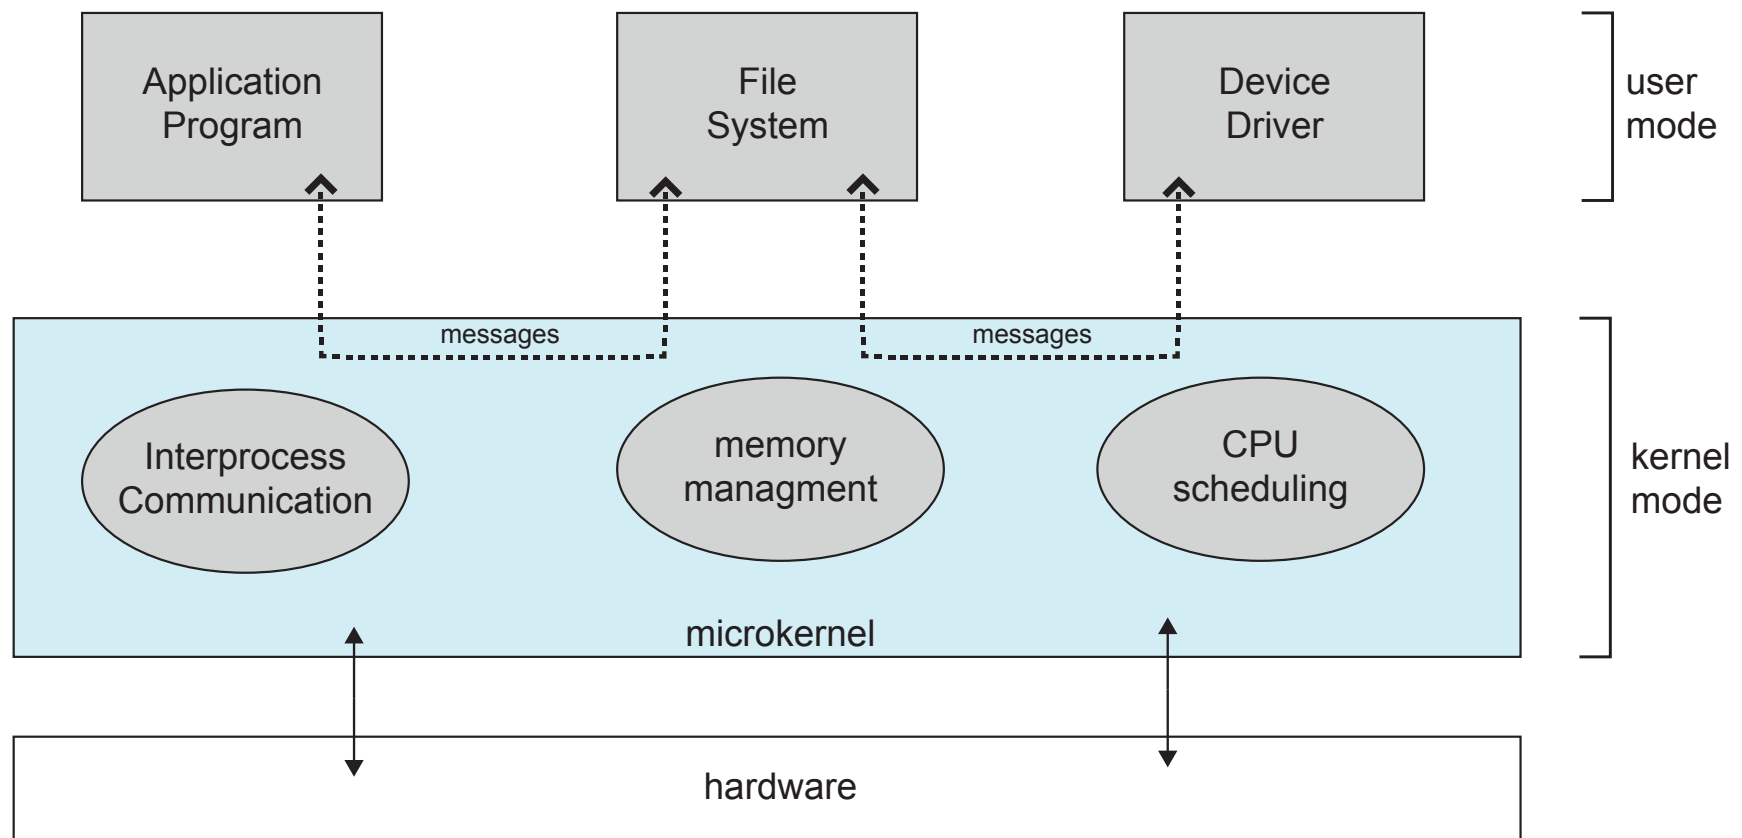 Application
Program
File
System
Device
Driver
user
mode
messages
messages
Interprocess
Communication
memory
managment
CPU
scheduling
kernel
mode
microkernel
hardware